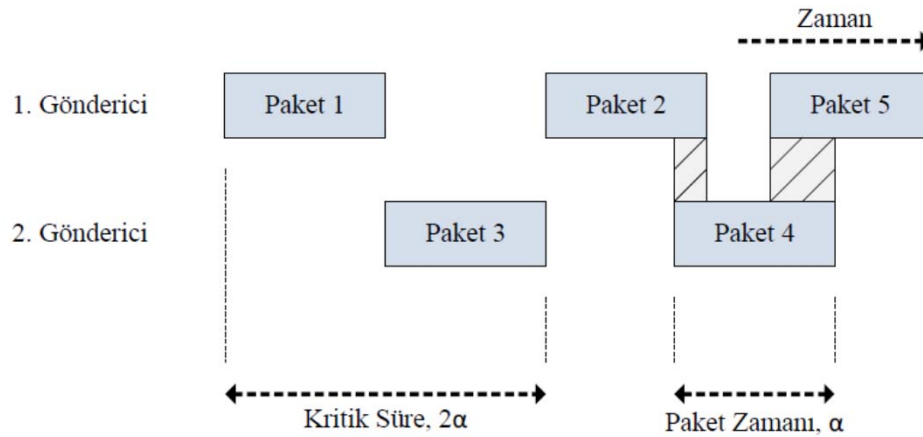 Zaman
1. Gönderici
Paket 1
Paket 2
Paket 5
2. Gönderici
Paket 3
Paket 4
Kritik Süre, 2α
Paket Zamanı, α